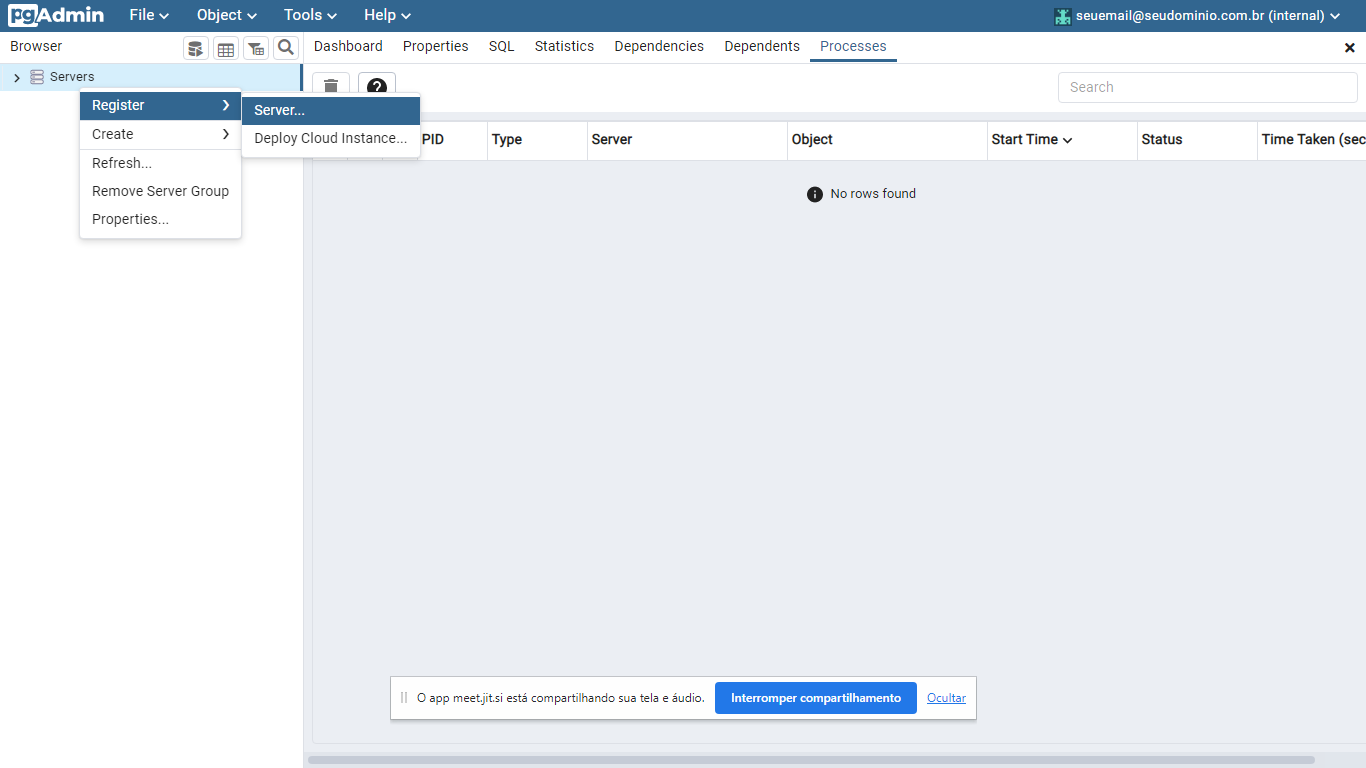 pgAdmin File Object Tools Help seuemail@seudominio.com.br (internal)
Browser Dashboard Properties SQL Statistics Dependencies Dependents Processes
Servers
Search
Register
Server...
Create
Deploy Cloud Instance...
Refresh...
Remove Server Group
Properties...
PID Type Server Object Start Time Status Time Taken (sec
No rows found
O app meet.jit.si está compartilhando sua tela e áudio. Interromper compartilhamento Ocultar